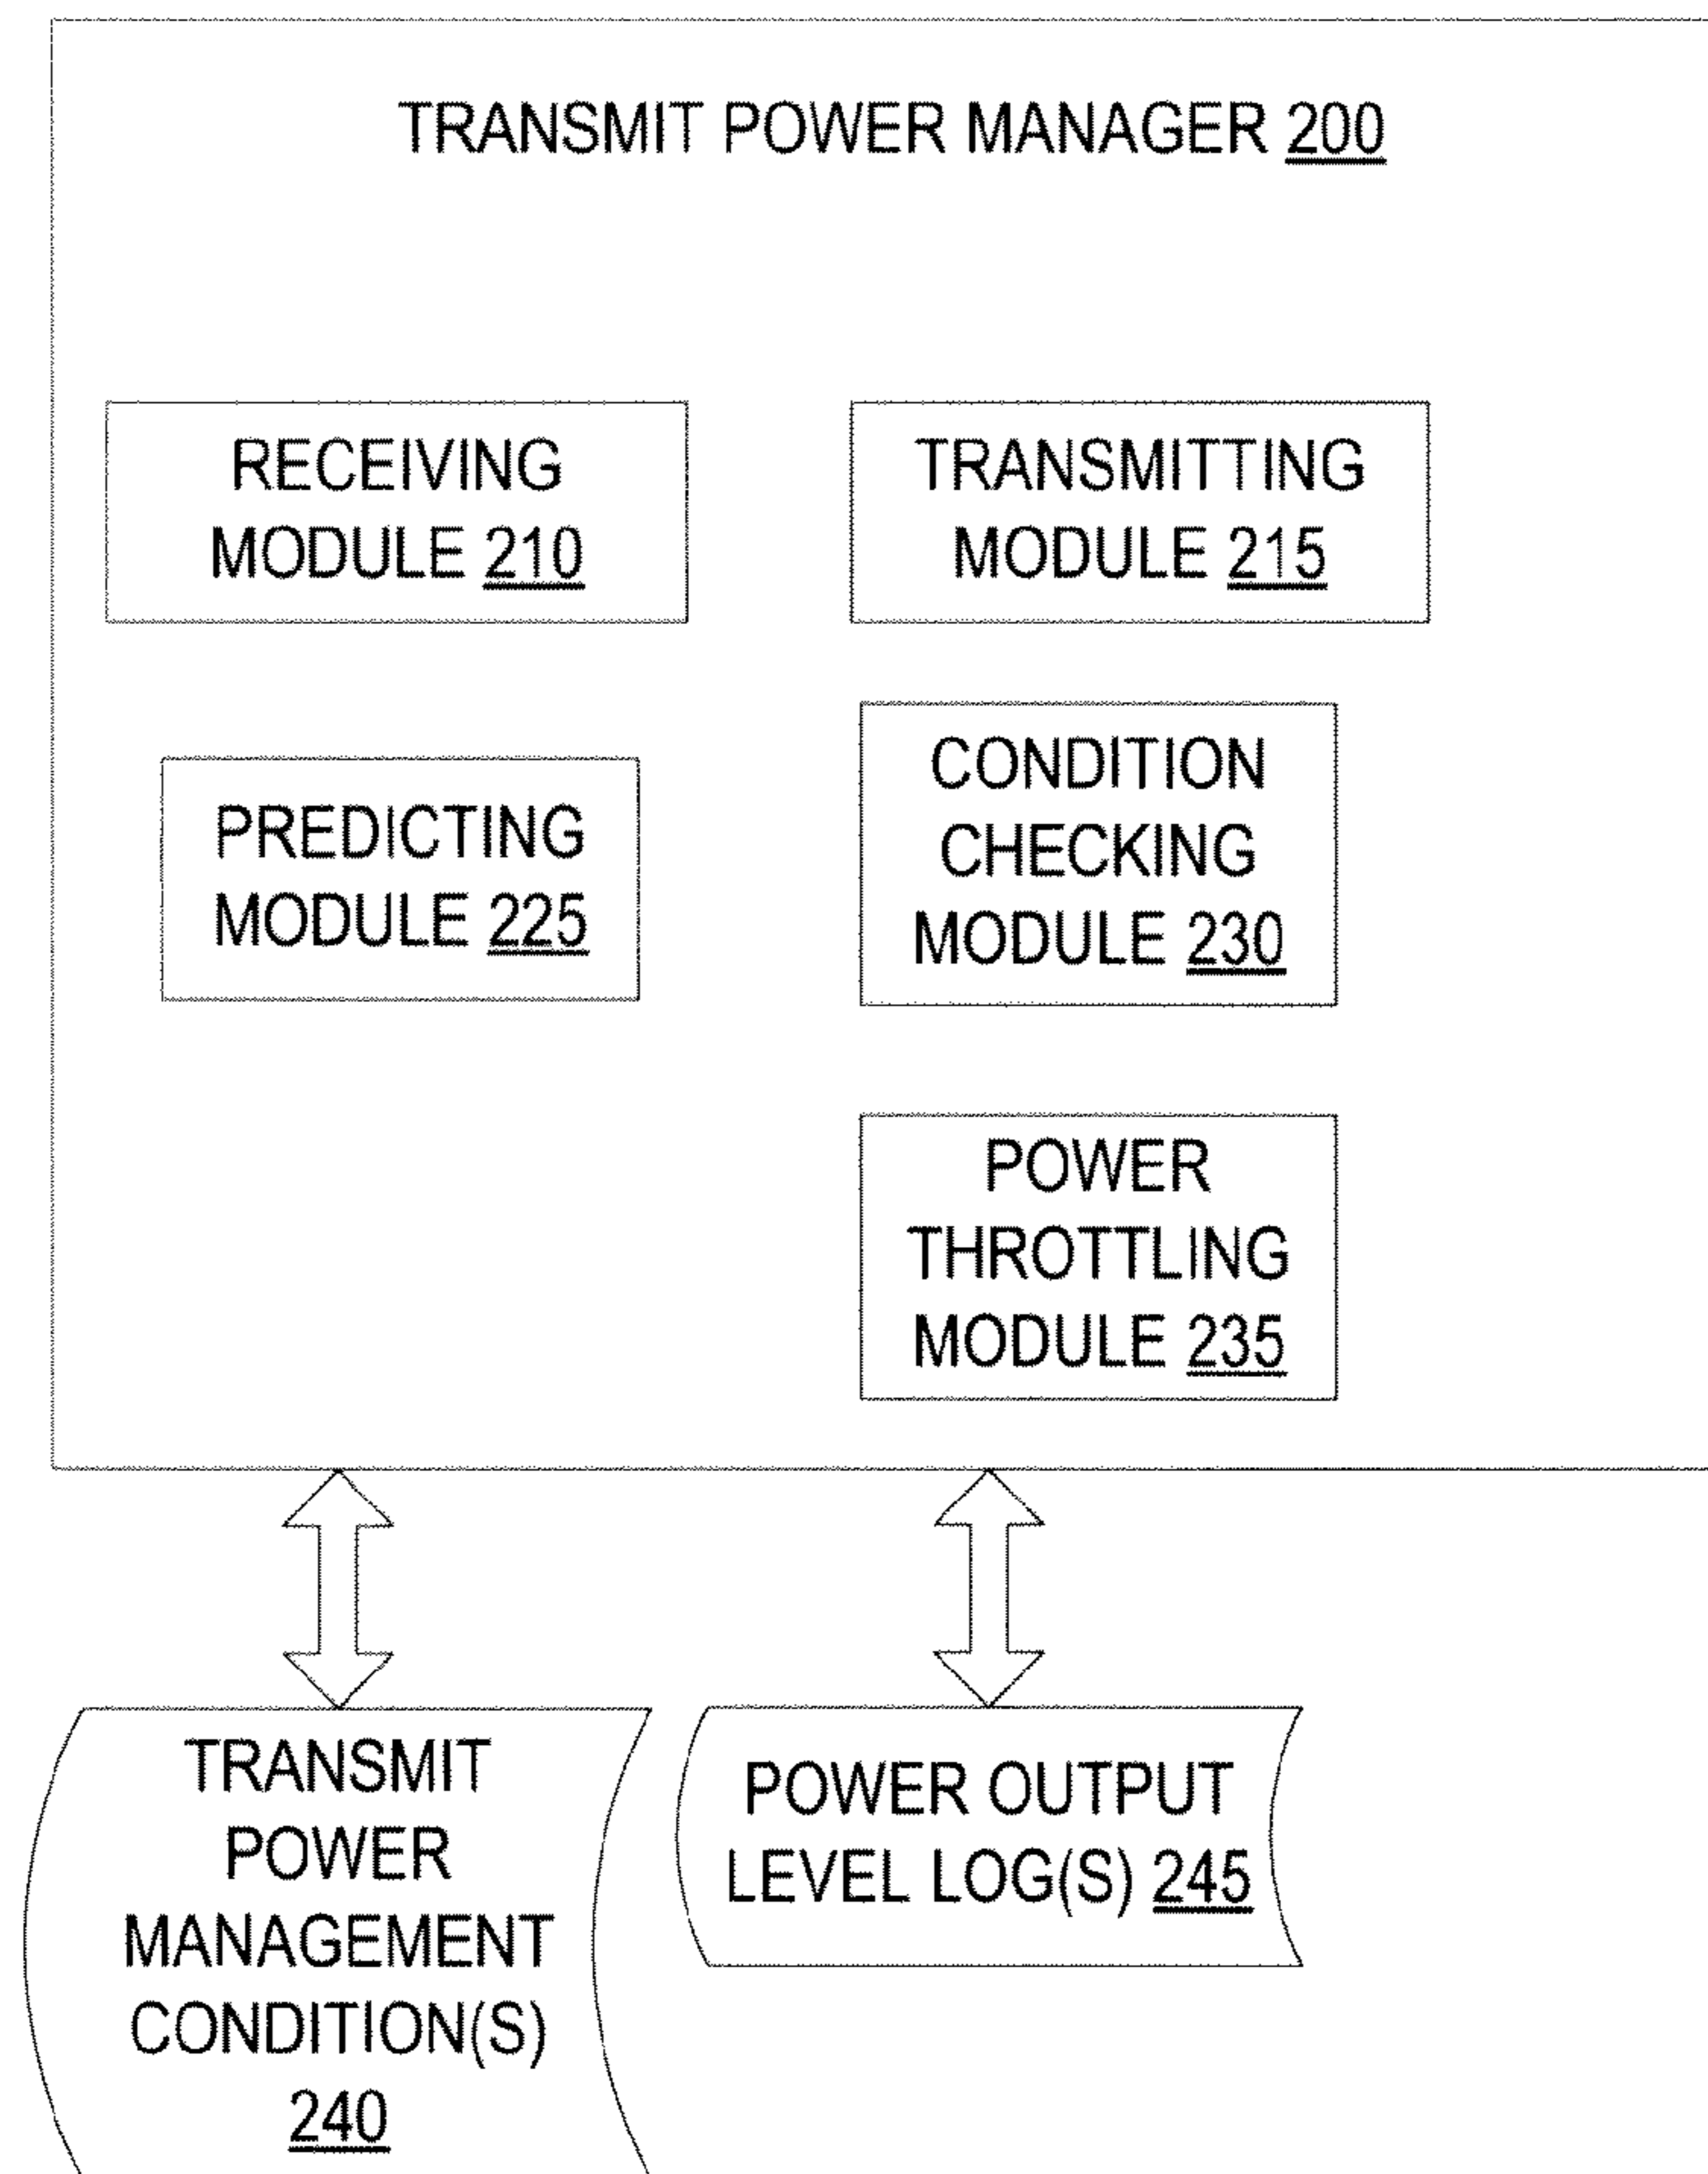 TRANSMIT POWER MANAGER 200
RECEIVING
MODULE 210
TRANSMITTING
MODULE 215
PREDICTING
MODULE 225
CONDITION
CHECKING
MODULE 230
POWER
THROTTLING
MODULE 235
TRANSMIT
POWER
MANAGEMENT
CONDITION(S)
240
POWER OUTPUT
LEVEL LOG(S) 245